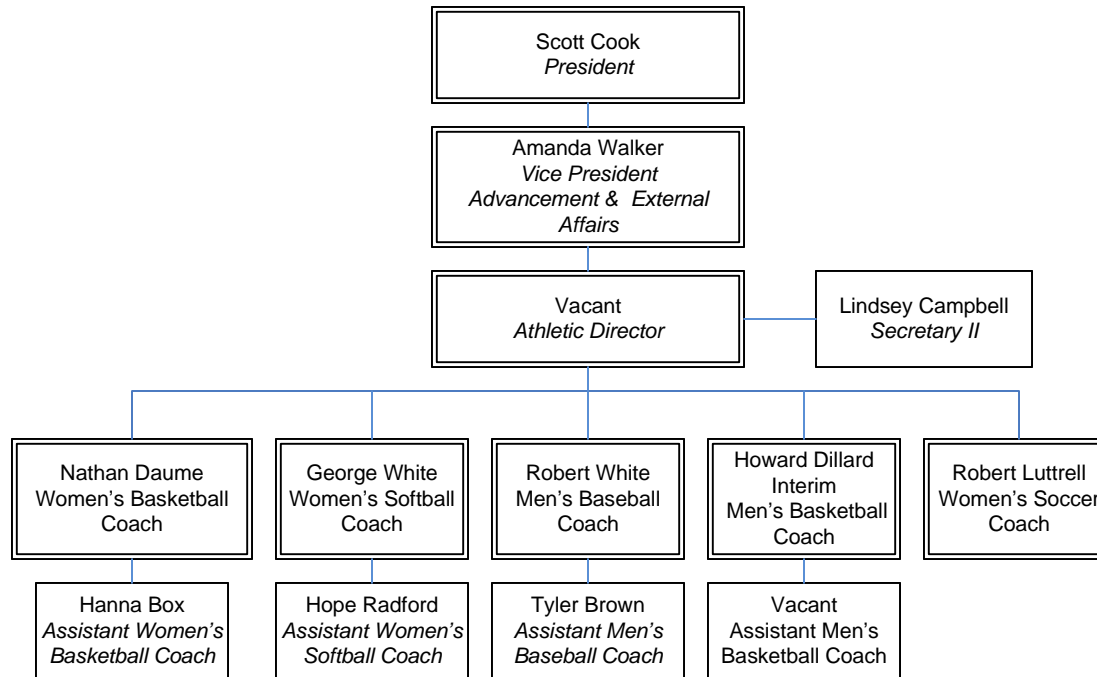 Scott Cook
President
Amanda Walker
Vice President
Advancement & External
Affairs
Vacant
Athletic Director
Lindsey Campbell
Secretary II
Nathan Daume
Women's Basketball
Coach
George White
Women's Softball
Coach
Robert White
Men's Baseball
Coach
Howard Dillard
Interim
Men's Basketball
Coach
Robert Luttrell
Women's Soccer
Coach
Hanna Box
Assistant Women's
Basketball Coach
Hope Radford
Assistant Women's
Softball Coach
Tyler Brown
Assistant Men's
Baseball Coach
Vacant
Assistant Men's
Basketball Coach